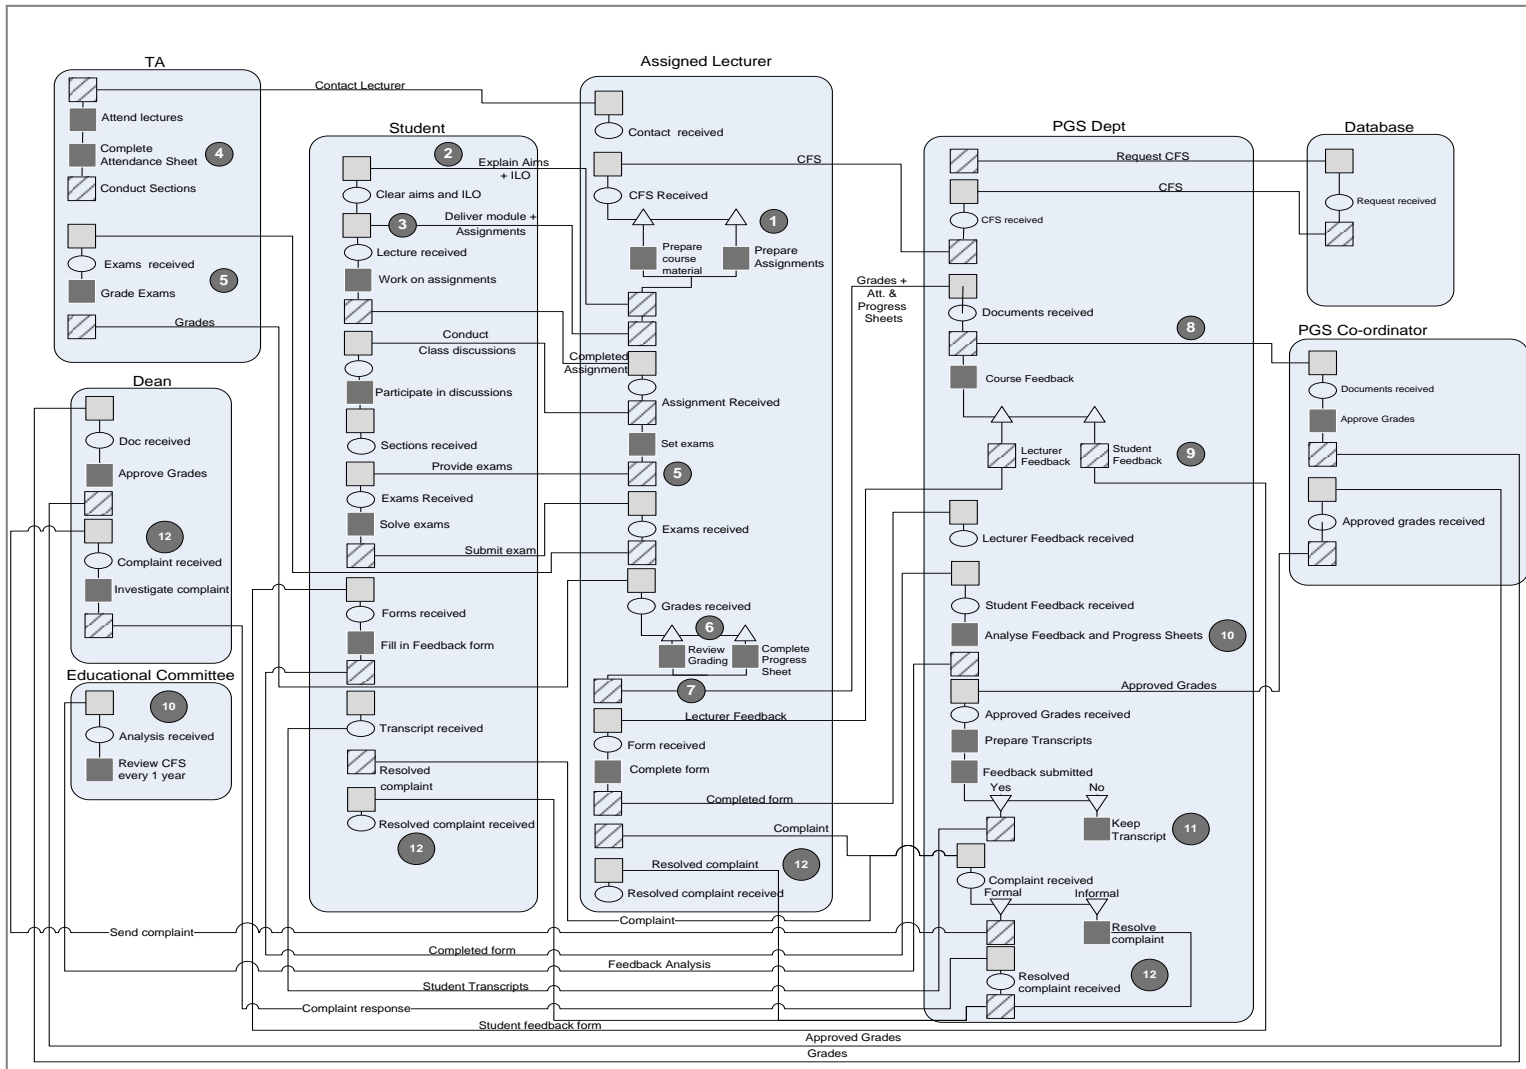 TA
Contact Lecturer
Attend lectures
Complete
Attendance Sheet
4
Conduct Sections
Exams received
5
Grade Exams
Grades
Dean
Doc received
Approve Grades
12
Complaint received
Investigate complaint
Educational Committee
10
Analysis received
Review CFS
every 1 year
Student
2
Explain Aims
+ ILO
Clear aims and ILO
3
Deliver module +
Assignments
Lecture received
Work on assignments
Conduct
Class discussions
Completed
Assignment
Participate in discussions
Sections received
Provide exams
Exams Received
Solve exams
Submit exam
Forms received
Fill in Feedback form
Transcript received
Resolved
complaint
Resolved complaint received
12
Assigned Lecturer
Contact received
CFS
CFS Received
1
Prepare
course
material
Prepare
Assignments
Assignment Received
Set exams
5
Exams received
Grades received
6
Review
Grading
Complete
Progress
Sheet
7
Lecturer Feedback
Form received
Complete form
Completed form
Complaint
Resolved complaint
12
Resolved complaint received
Complaint
PGS Dept
Request CFS
CFS
CFS received
Grades +
Att. &
Progress
Sheets
Documents received
8
Course Feedback
Lecturer
Feedback
Student
Feedback
9
Lecturer Feedback received
Student Feedback received
Analyse Feedback and Progress Sheets
10
Approved Grades
Approved Grades received
Prepare Transcripts
Feedback submitted
Yes
No
Keep
Transcript
11
Complaint received
Formal
Informal
Resolve
complaint
Resolved
complaint received
12
Database
Request received
PGS Co-ordinator
Documents received
Approve Grades
Approved grades received
Send complaint
Completed form
Feedback Analysis
Student Transcripts
Complaint response
Student feedback form
Approved Grades
Grades